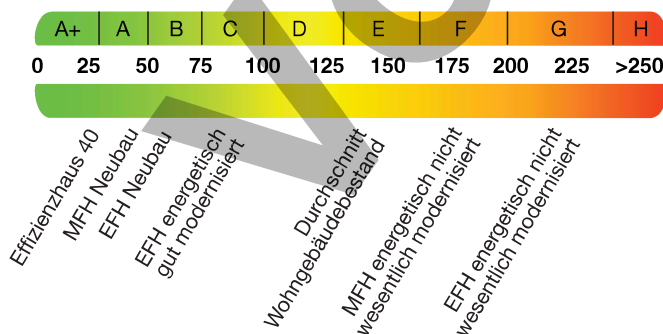 A+ A B C D E F G H
0 25 50 75 100 125 150 175 200 225 >250
Effizienzhaus 40
MFH Neubau
EFH Neubau
EFH energetisch
gut modernisiert
Durchschnitt
Wohngebäudebestand
MFH energetisch nicht
wesentlich modernisiert
EFH energetisch nicht
wesentlich modernisiert